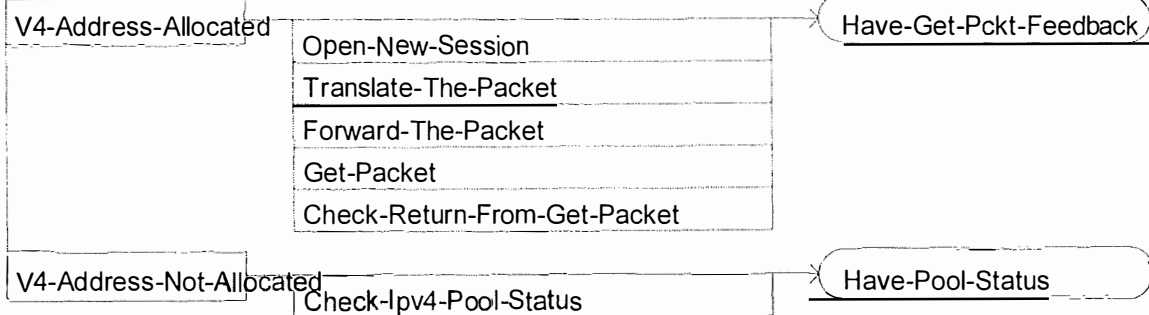 V4-Address-Allocated
Have-Get-Pckt-Feedback
Open-New-Session
Translate-The-Packet
Forward-The-Packet
Get-Packet
Check-Return-From-Get-Packet
V4-Address-Not-Allocated
Have-Pool-Status
Check-Ipv4-Pool-Status